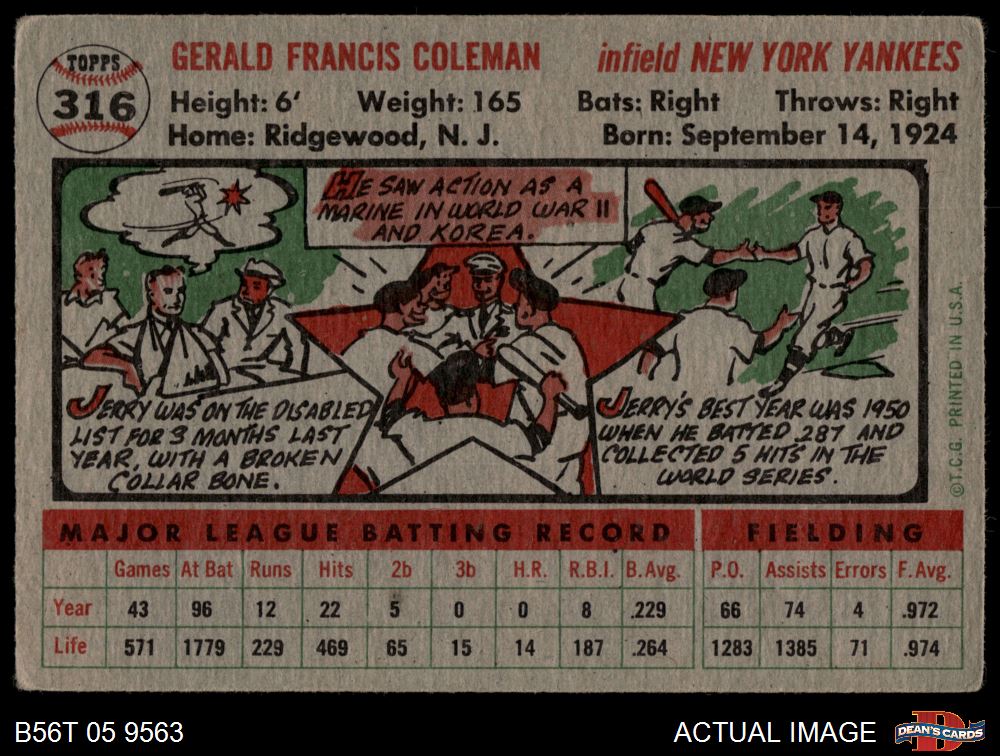 TOPPS
316
GERALD FRANCIS COLEMAN
infield NEW YORK YANKEES
Height: 6' Weight: 165 Bats: Right Throws: Right
Home: Ridgewood, N. J. Born: September 14, 1924
HE SAW ACTION AS A
MARINE IN WORLD WAR II
AND KOREA.
JERRY WAS ON THE DISABLED
LIST FOR 3 MONTHS LAST
YEAR, WITH A BROKEN
COLLAR BONE.
JERRY'S BEST YEAR WAS 1950
WHEN HE BATTED .287 AND
COLLECTED 5 HITS IN THE
WORLD SERIES.
©T.C.G. PRINTED IN U.S.A.
MAJOR LEAGUE BATTING RECORD FIELDING
Games At Bat Runs Hits 2b 3b H.R. R.B.I. B.Avg. P.O. Assists Errors F.Avg.
Year 43 96 12 22 5 0 0 8 .229 66 74 4 .972
Life 571 1779 229 469 65 15 14 187 .264 1283 1385 71 .974
B56T 05 9563 ACTUAL IMAGE
DEAN'S CARDS